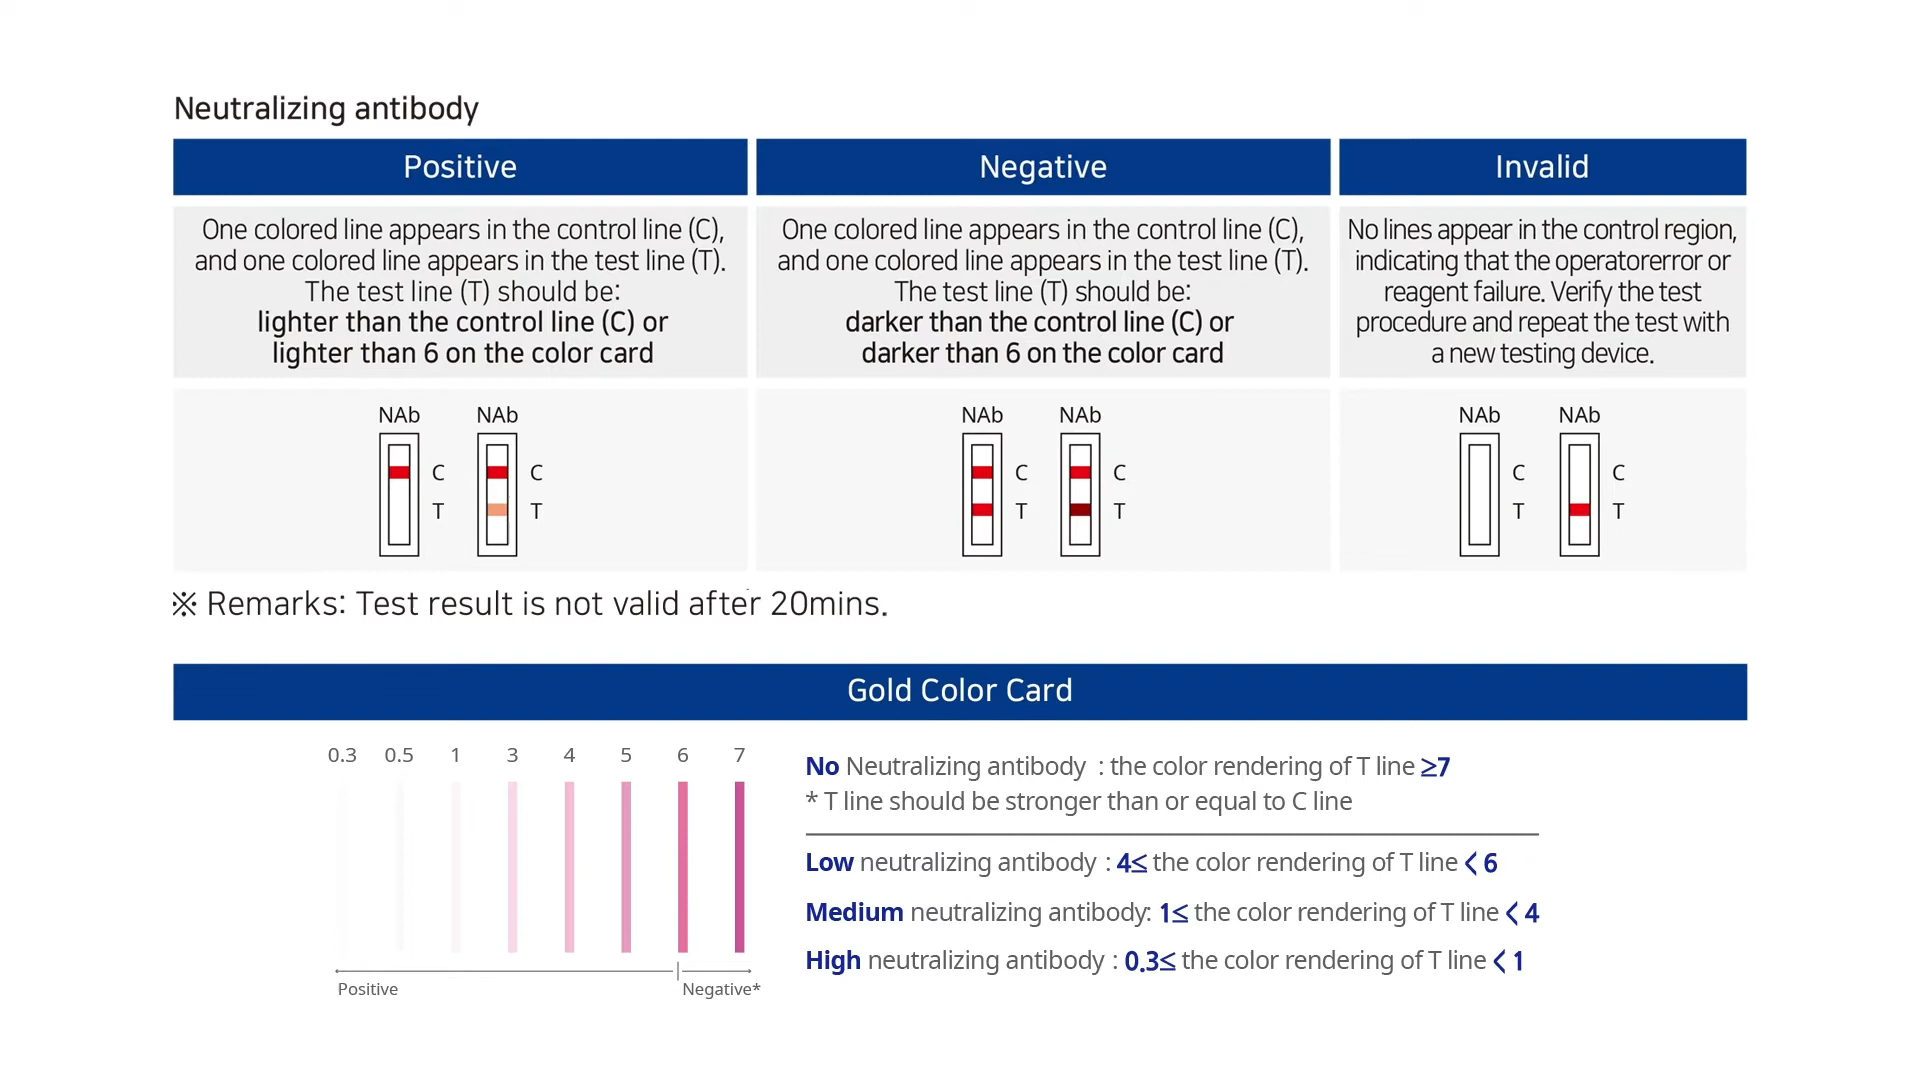 Neutralizing antibody
Positive
Negative
Invalid
One colored line appears in the control line (C),
and one colored line appears in the test line (T).
The test line (T) should be:
lighter than the control line (C) or
lighter than 6 on the color card
One colored line appears in the control line (C),
and one colored line appears in the test line (T).
The test line (T) should be:
darker than the control line (C) or
darker than 6 on the color card
No lines appear in the control region,
indicating that the operatorerror or
reagent failure. Verify the test
procedure and repeat the test with
a new testing device.
NAb NAb
C C
T T
NAb NAb
C C
T T
NAb NAb
C C
T T
※ Remarks: Test result is not valid after 20mins.
Gold Color Card
0.3 0.5 1 3 4 5 6 7
Positive Negative*
No Neutralizing antibody : the color rendering of T line ≥7
* T line should be stronger than or equal to C line
Low neutralizing antibody : 4≤ the color rendering of T line < 6
Medium neutralizing antibody: 1≤ the color rendering of T line < 4
High neutralizing antibody : 0.3≤ the color rendering of T line < 1